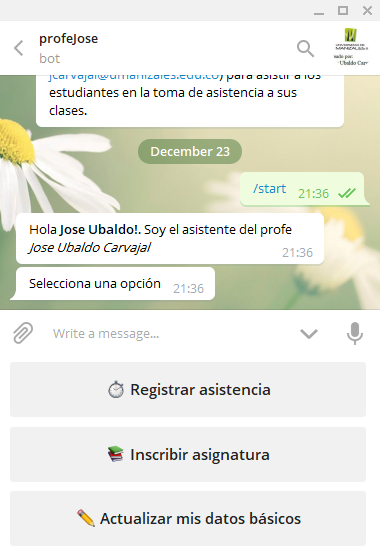 profeJose
bot
UNIVERSIDAD DE
MANIZALES
Ubaldo Carv
jcarvajal@umanizales.edu.co) para asistir a los
estudiantes en la toma de asistencia a sus
clases.
December 23
/start 21:36
Hola Jose Ubaldo!. Soy el asistente del profe
Jose Ubaldo Carvajal
21:36
Selecciona una opción 21:36
Write a message...
Registrar asistencia
Inscribir asignatura
Actualizar mis datos básicos